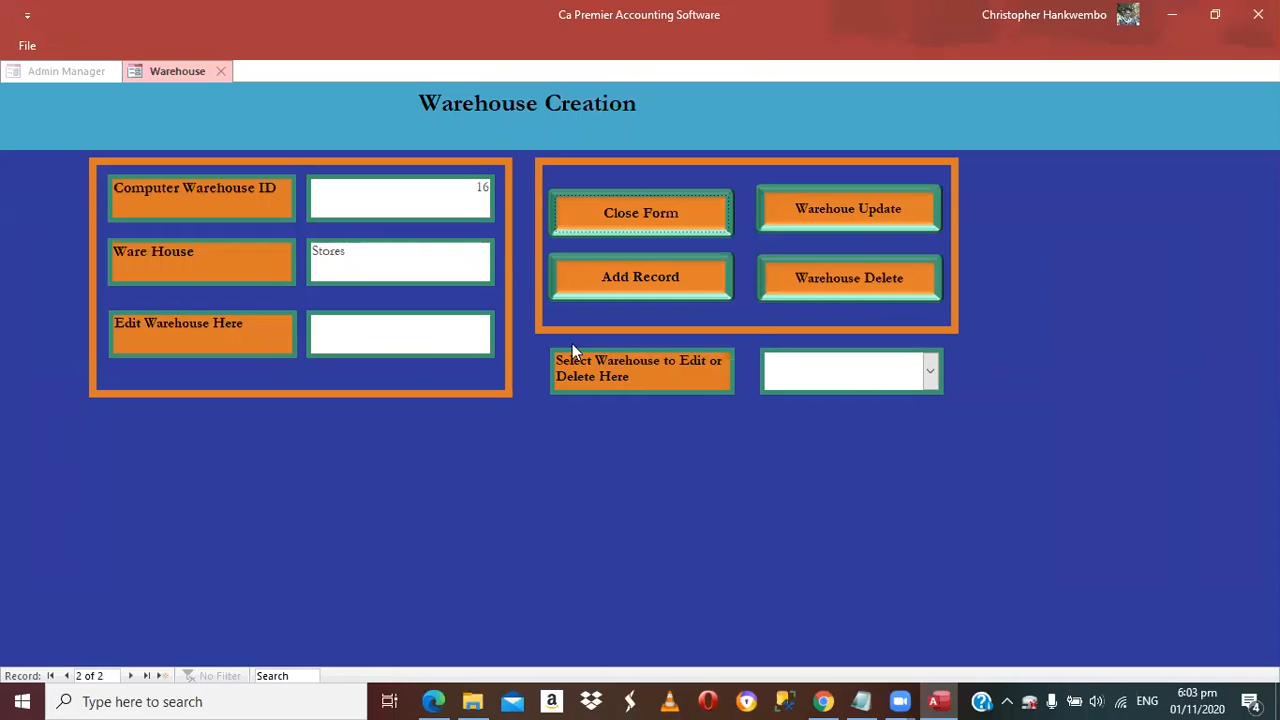 Ca Premier Accounting Software
Christopher Hankwembo
File
Admin Manager
Warehouse
Warehouse Creation
Computer Warehouse ID
16
Ware House
Stores
Edit Warehouse Here
Close Form
Warehoue Update
Add Record
Warehouse Delete
Select Warehouse to Edit or
Delete Here
Record:
2 of 2
No Filter
Search
Type here to search
a
ENG
6:03 pm
01/11/2020
4